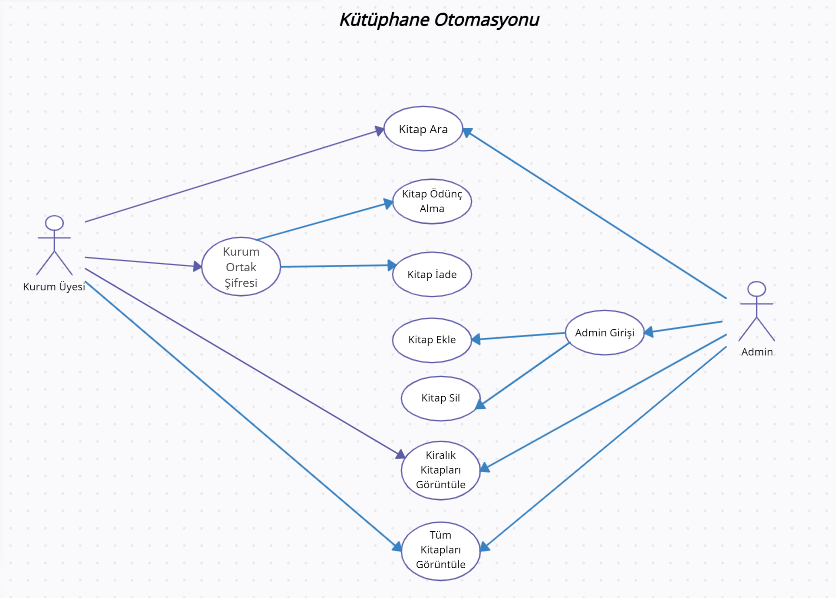 Kütüphane Otomasyonu
Kitap Ara
Kitap Ödünç
Alma
Kurum
Ortak
Şifresi
Kurum Üyesi
Kitap İade
Kitap Ekle
Admin Girişi
Admin
Kitap Sil
Kiralık
Kitapları
Görüntüle
Tüm
Kitapları
Görüntüle